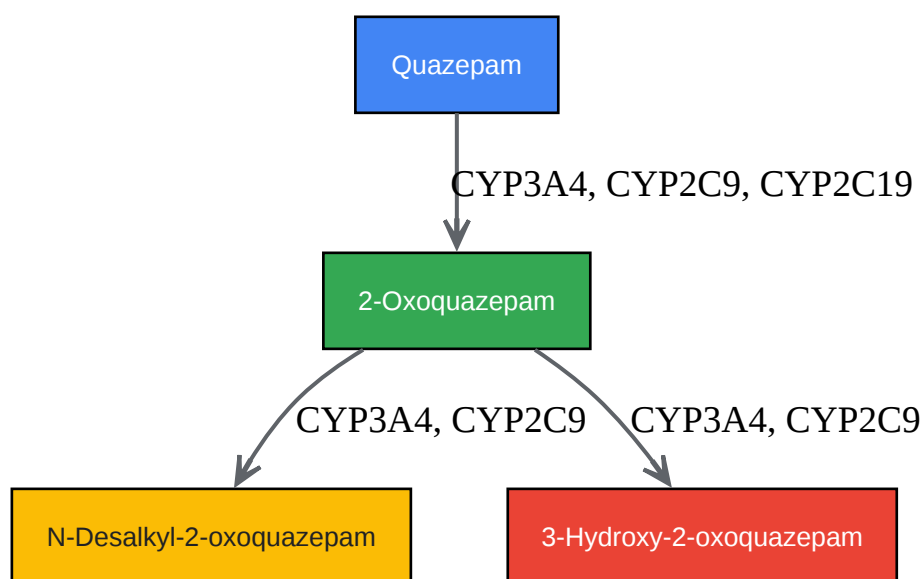 Quazepam
CYP3A4, CYP2C9, CYP2C19
2-Oxoquazepam
CYP3A4, CYP2C9
CYP3A4, CYP2C9
N-Desalkyl-2-oxoquazepam
3-Hydroxy-2-oxoquazepam